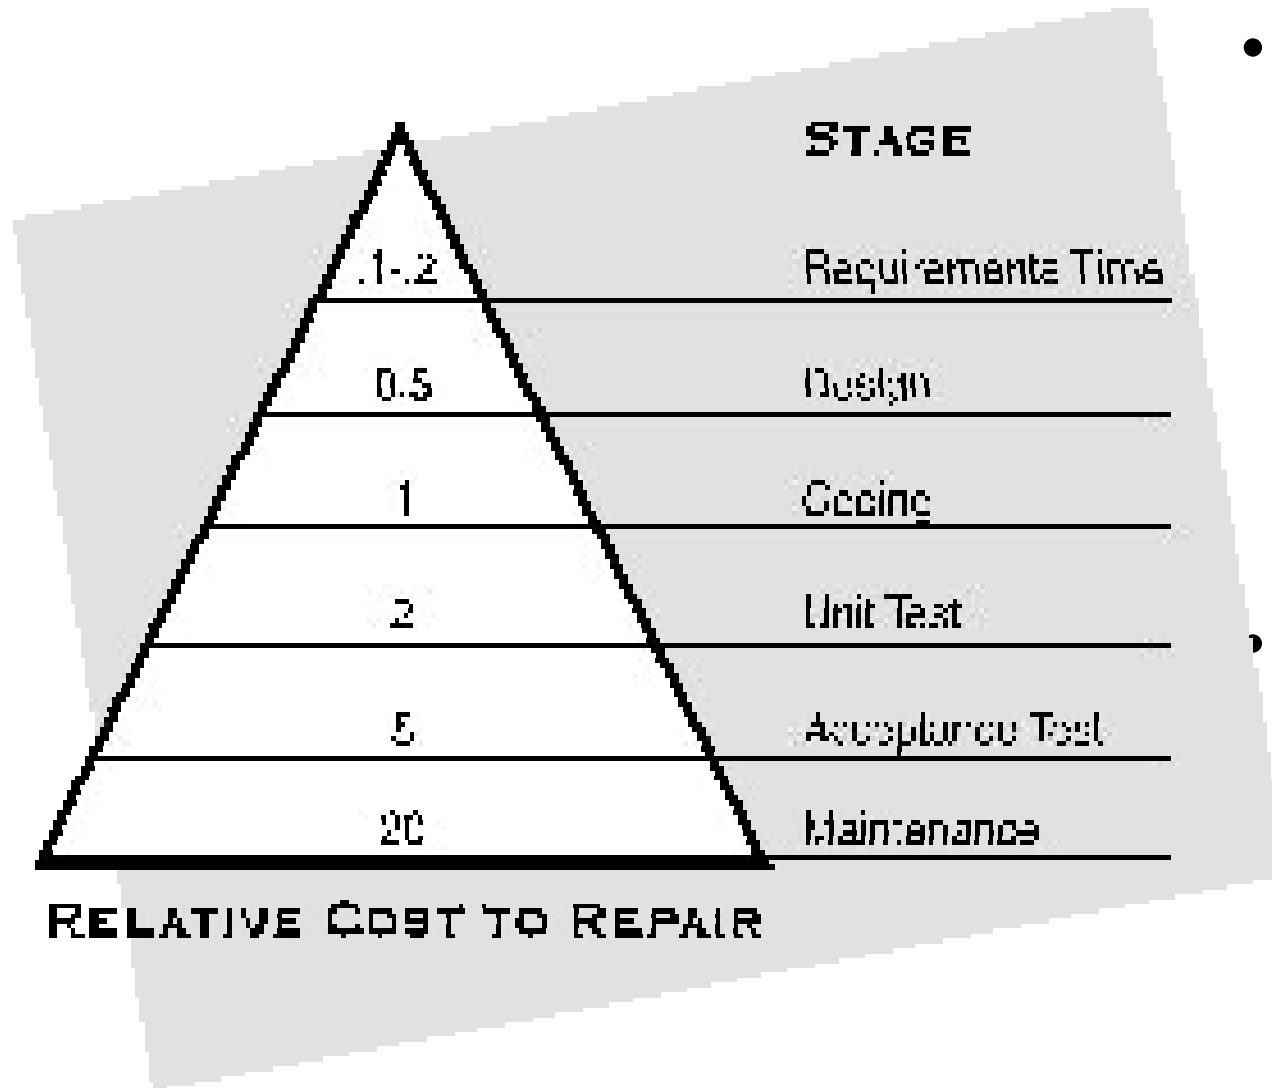 STAGE
.1-.2 Requirements Time
0.5 Design
1 Coding
2 Unit Test
5 Acceptance Test
20 Maintenance
RELATIVE COST TO REPAIR